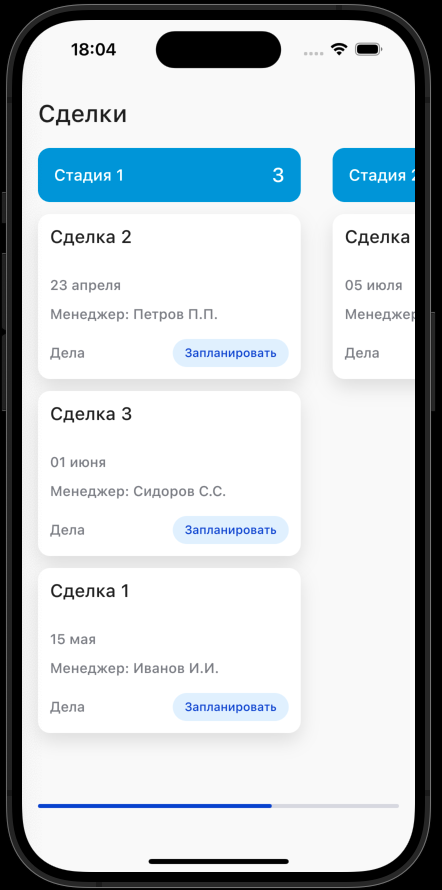 18:04
Сделки
Стадия 1 3
Сделка 2
23 апреля
Менеджер: Петров П.П.
Дела Запланировать
Сделка 3
01 июня
Менеджер: Сидоров С.С.
Дела Запланировать
Сделка 1
15 мая
Менеджер: Иванов И.И.
Дела Запланировать
Стадия 2
Сделка
05 июля
Менеджер
Дела